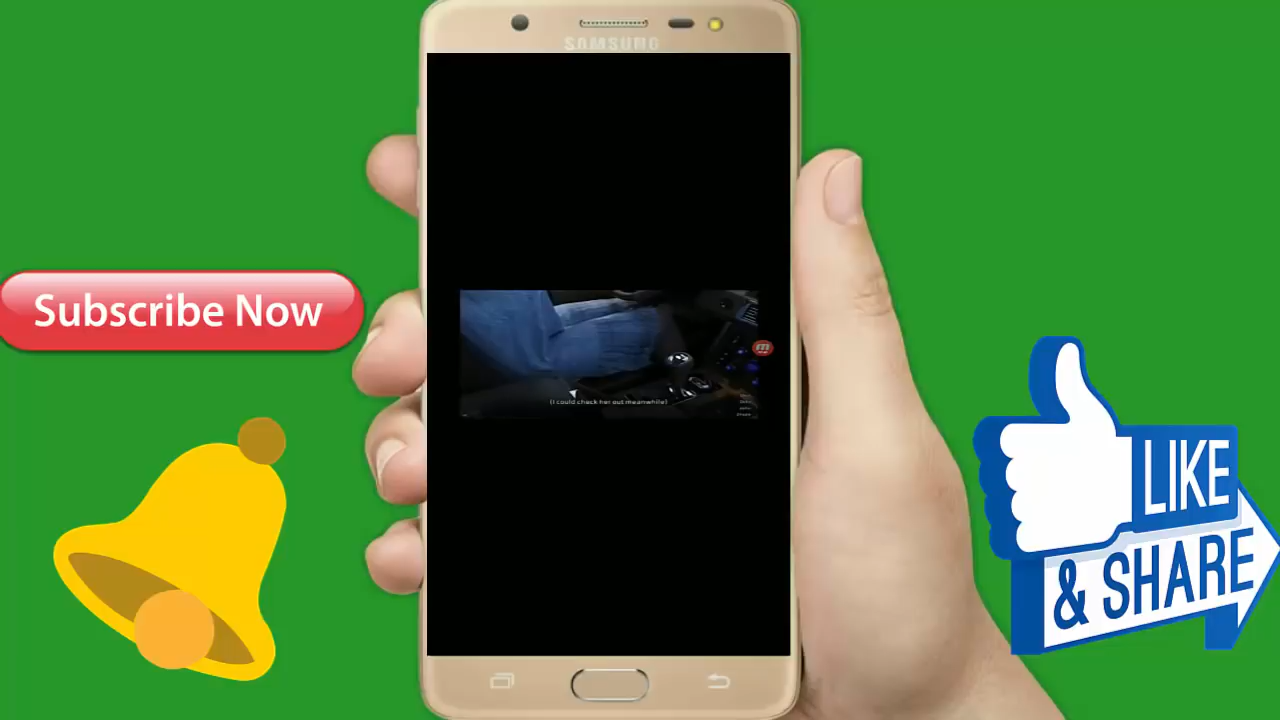 SAMSUNG
Subscribe Now
(I could check her out meanwhile)
LIKE
& SHARE